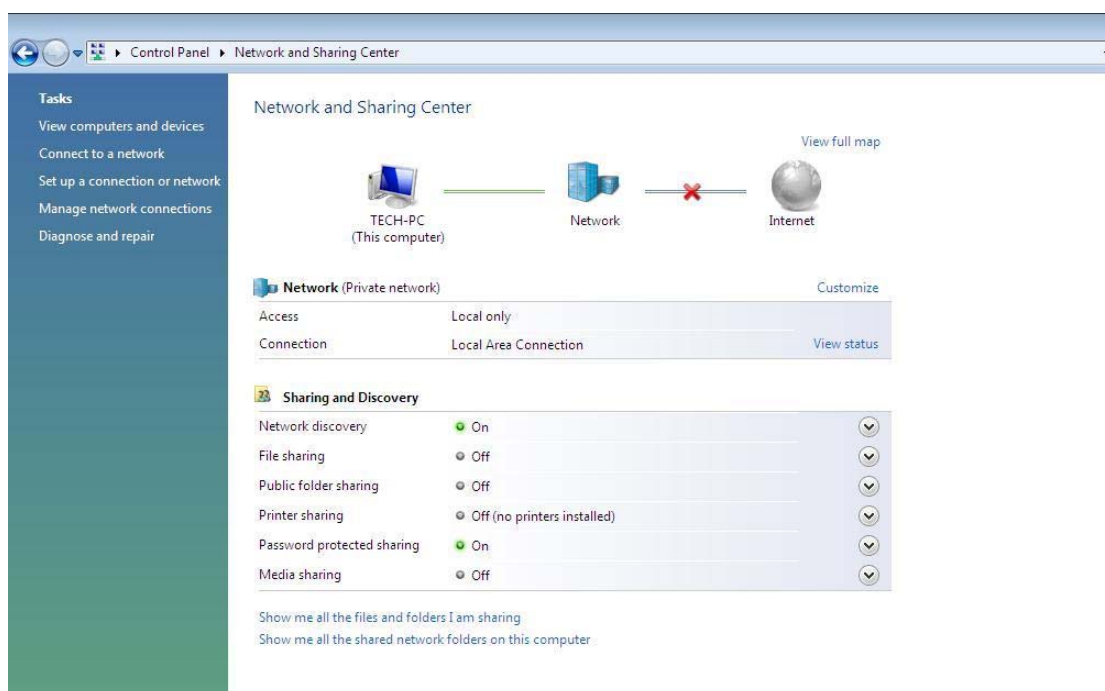 Control Panel Network and Sharing Center
Tasks
View computers and devices
Connect to a network
Set up a connection or network
Manage network connections
Diagnose and repair
Network and Sharing Center
View full map
TECH-PC
(This computer)
Network
Internet
Network (Private network)
Customize
Access Local only
Connection Local Area Connection View status
Sharing and Discovery
Network discovery On
File sharing Off
Public folder sharing Off
Printer sharing Off (no printers installed)
Password protected sharing On
Media sharing Off
Show me all the files and folders I am sharing
Show me all the shared network folders on this computer